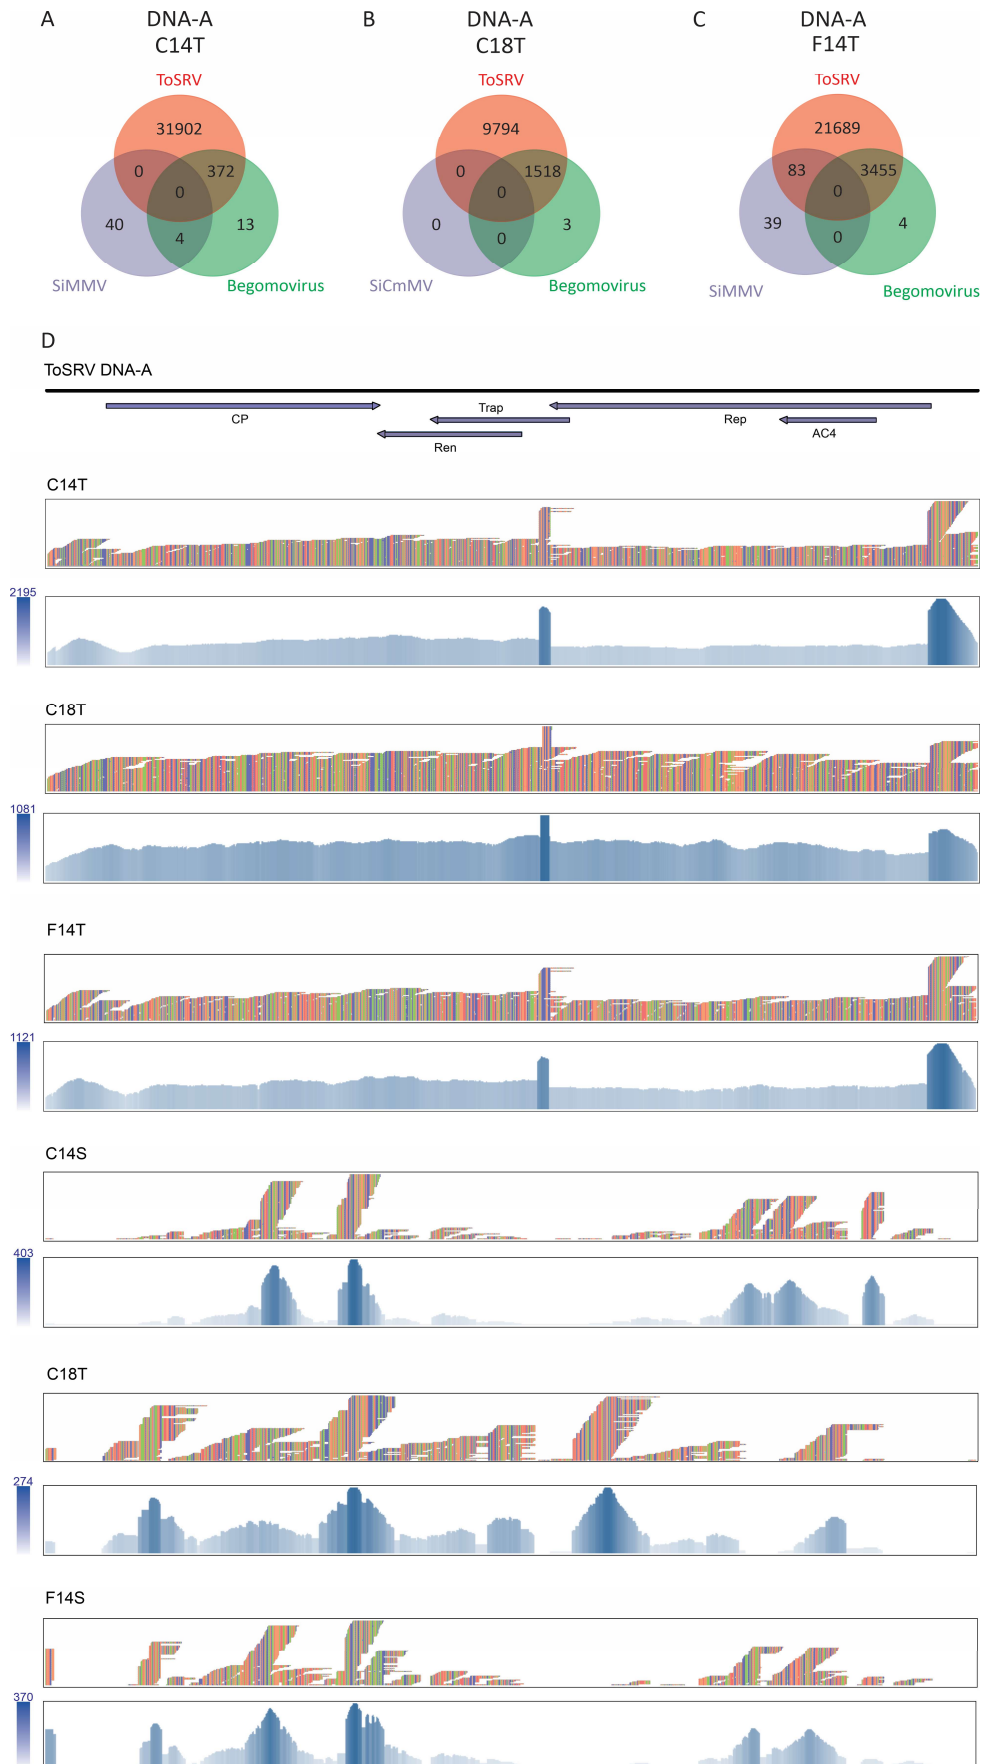 A
DNA-A
C14T
ToSRV
31902
0
372
0
40
13
4
SiMMV
Begomovirus
B
DNA-A
C18T
ToSRV
9794
0
1518
0
0
3
0
SiCmMV
Begomovirus
C
DNA-A
F14T
ToSRV
21689
83
3455
0
39
4
0
SiMMV
Begomovirus
D
ToSRV DNA-A
CP
Trap
Rep
AC4
Ren
C14T
2195
C18T
1081
F14T
1121
C14S
403
C18T
274
F14S
370